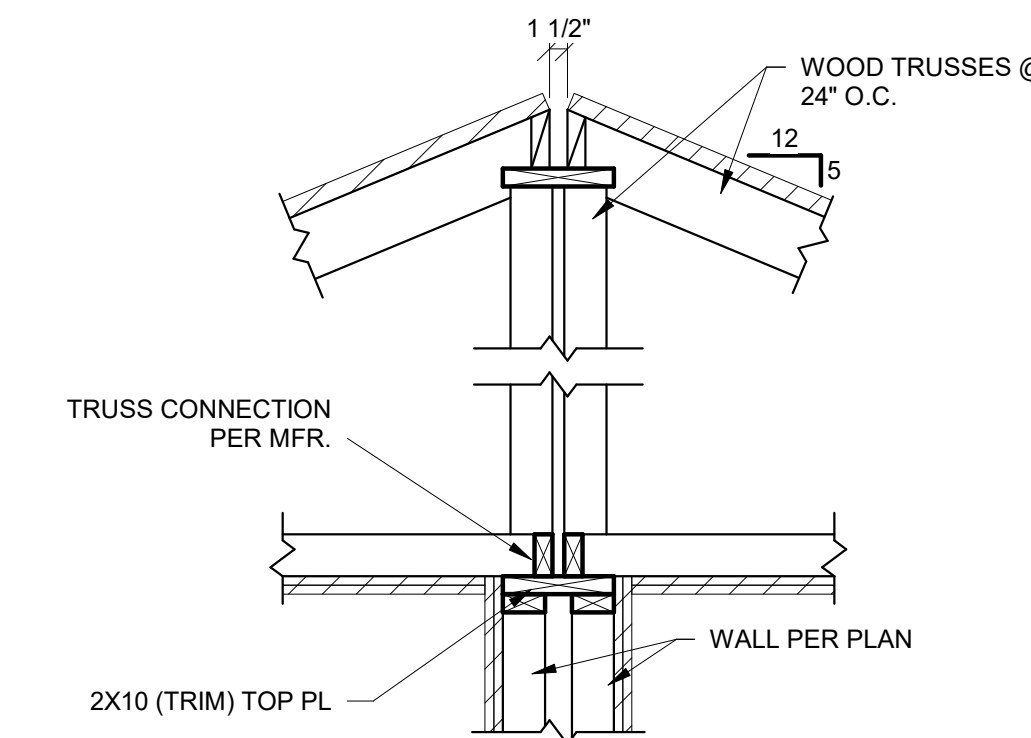 1 1/2"
WOOD TRUSSES @
24" O.C.
12
5
TRUSS CONNECTION
PER MFR.
WALL PER PLAN
2X10 (TRIM) TOP PL